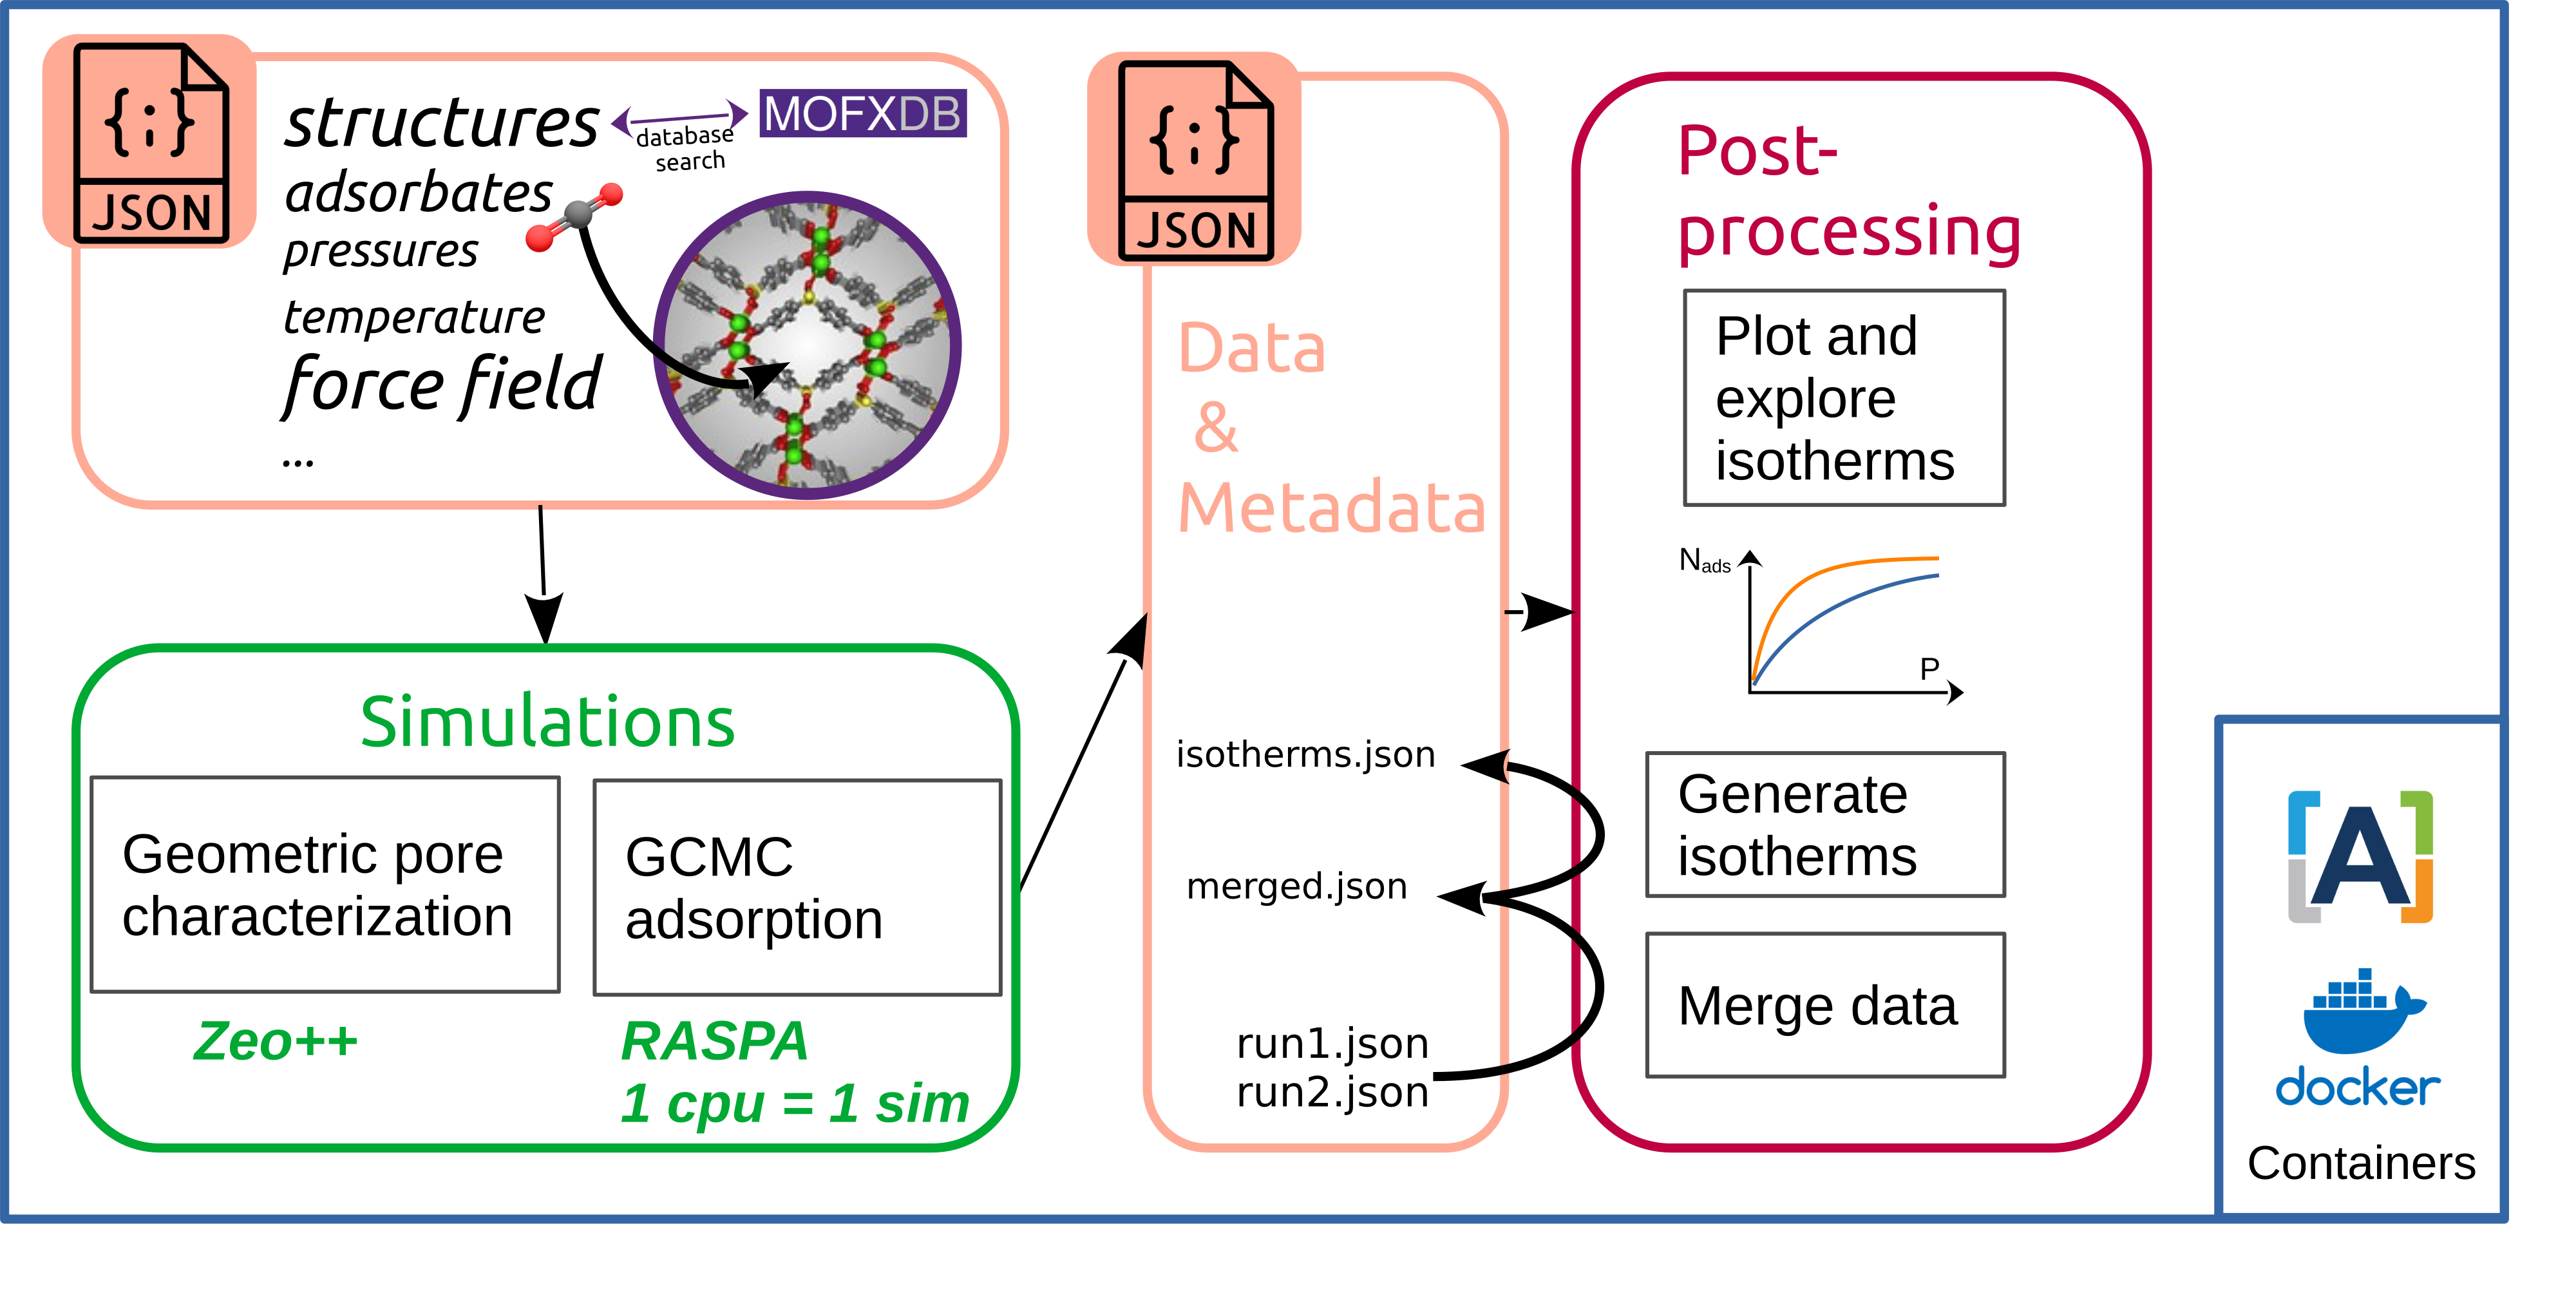 {;}
JSON
structures
adsorbates
pressures
temperature
force field
...
database
search
MOFXDB
Simulations
Geometric pore
characterization
Zeo++
GCMC
adsorption
RASPA
1 cpu = 1 sim
{;}
JSON
Data
&
Metadata
isotherms.json
merged.json
run1.json
run2.json
Post-
processing
Plot and
explore
isotherms
Nads
P
Generate
isotherms
Merge data
[A]
docker
Containers